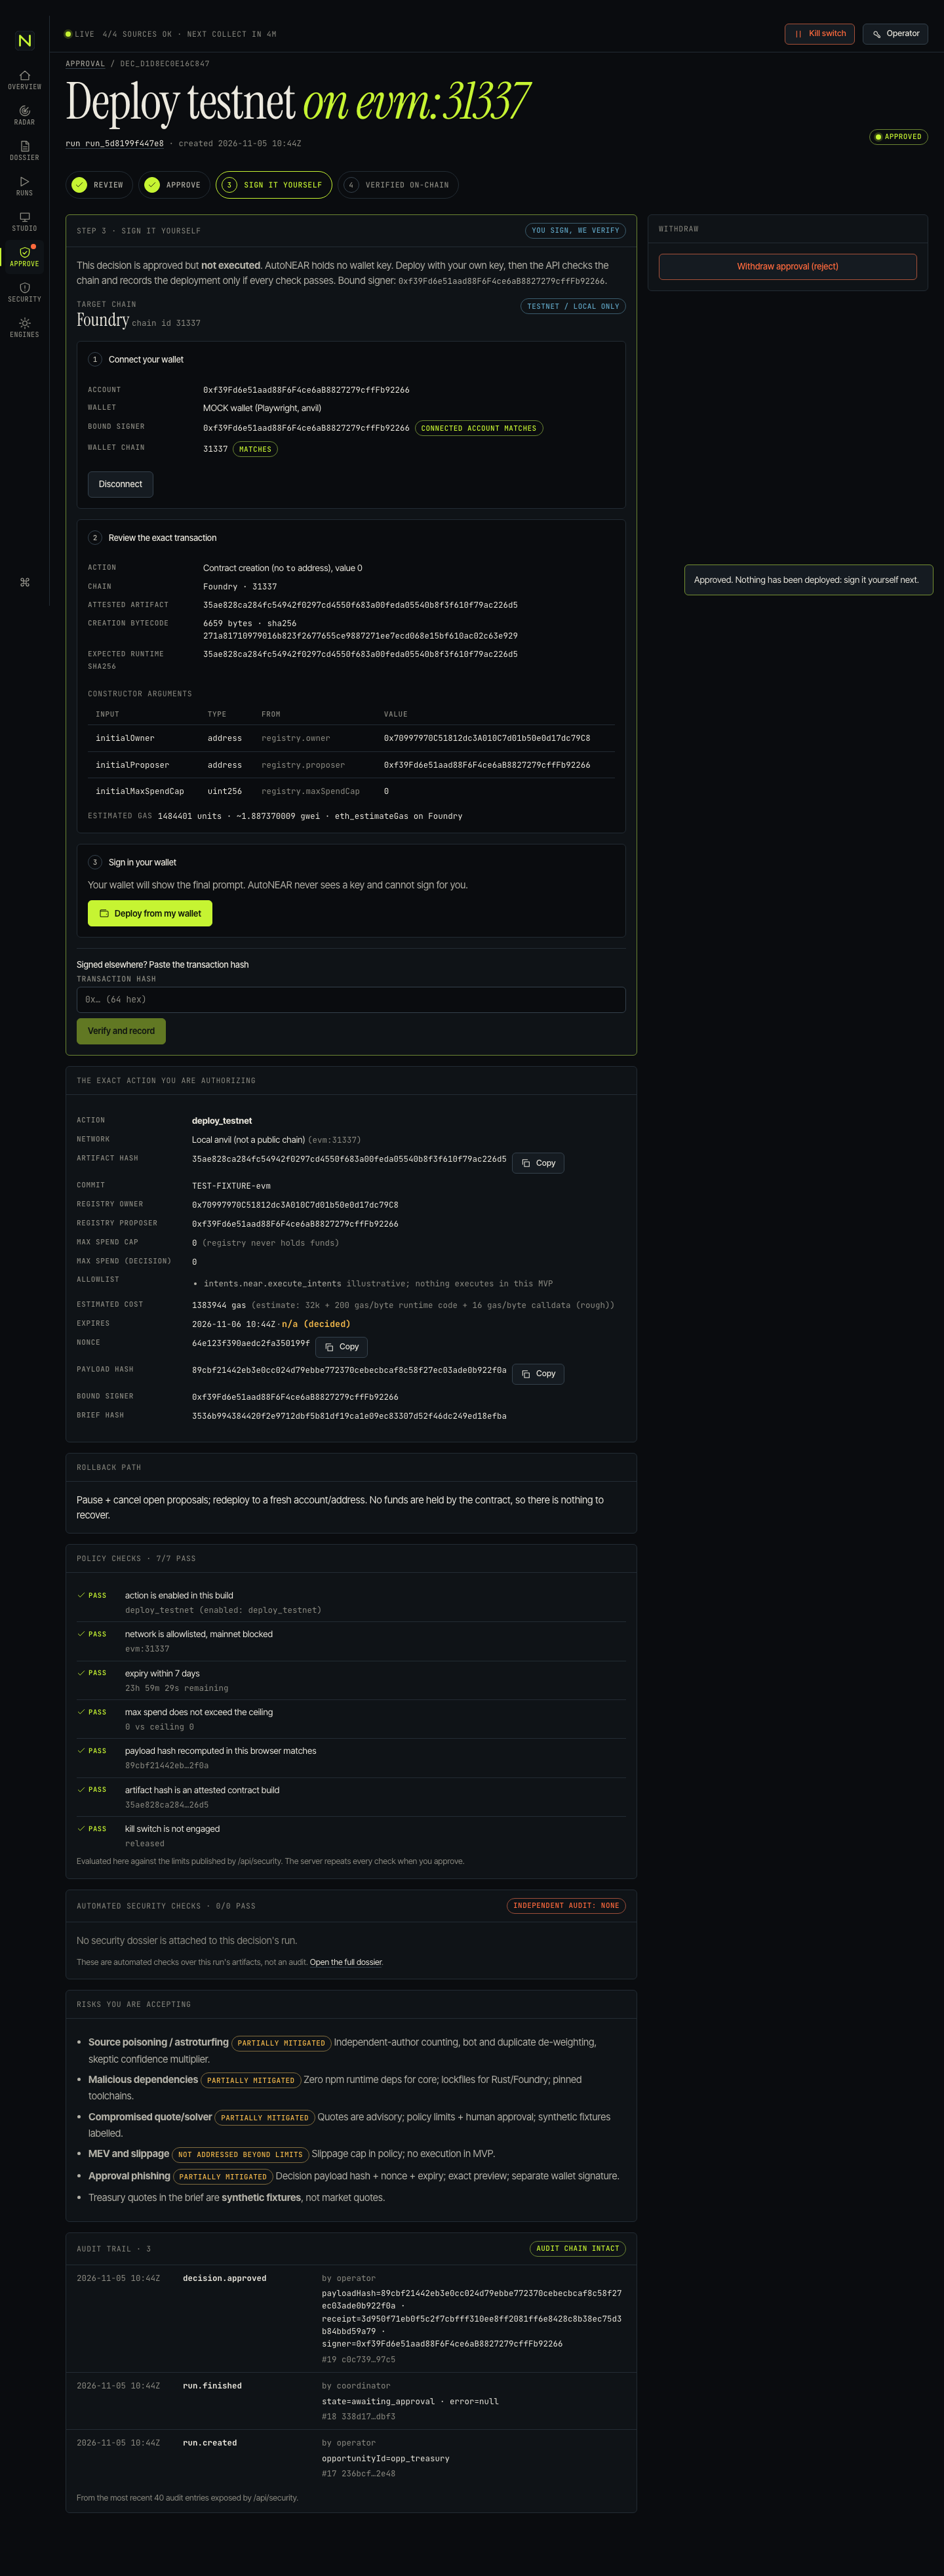 LIVE 4/4 SOURCES OK · NEXT COLLECT IN 4M
Kill switch
Operator
N
OVERVIEW
RADAR
DOSSIER
RUNS
STUDIO
APPROVE
SECURITY
ENGINES
APPROVAL / DEC_D1D8EC0E16C847
Deploy testnet on evm:31337
run run_5d8199f447e8 · created 2026-11-05 10:44Z
APPROVED
REVIEW
APPROVE
3 SIGN IT YOURSELF
4 VERIFIED ON-CHAIN
STEP 3 · SIGN IT YOURSELF
YOU SIGN, WE VERIFY
This decision is approved but not executed. AutoNEAR holds no wallet key. Deploy with your own key, then the API checks the
chain and records the deployment only if every check passes. Bound signer: 0xf39Fd6e51aad88F6F4ce6aB8827279cffFb92266.
TARGET CHAIN
Foundry chain id 31337
TESTNET / LOCAL ONLY
1 Connect your wallet
ACCOUNT 0xf39Fd6e51aad88F6F4ce6aB8827279cffFb92266
WALLET MOCK wallet (Playwright, anvil)
BOUND SIGNER 0xf39Fd6e51aad88F6F4ce6aB8827279cffFb92266 CONNECTED ACCOUNT MATCHES
WALLET CHAIN 31337 MATCHES
Disconnect
2 Review the exact transaction
ACTION Contract creation (no to address), value 0
CHAIN Foundry · 31337
ATTESTED ARTIFACT 35ae828ca284fc54942f0297cd4550f683a00feda05540b8f3f610f79ac226d5
CREATION BYTECODE 6659 bytes · sha256
271a81710979016b823f2677655ce9887271ee7ecd068e15bf610ac02c63e929
EXPECTED RUNTIME 35ae828ca284fc54942f0297cd4550f683a00feda05540b8f3f610f79ac226d5
SHA256
CONSTRUCTOR ARGUMENTS
INPUT TYPE FROM VALUE
initialOwner address registry.owner 0x70997970C51812dc3A010C7d01b50e0d17dc79C8
initialProposer address registry.proposer 0xf39Fd6e51aad88F6F4ce6aB8827279cffFb92266
initialMaxSpendCap uint256 registry.maxSpendCap 0
ESTIMATED GAS 1484401 units · ~1.887370009 gwei · eth_estimateGas on Foundry
3 Sign in your wallet
Your wallet will show the final prompt. AutoNEAR never sees a key and cannot sign for you.
Deploy from my wallet
Signed elsewhere? Paste the transaction hash
TRANSACTION HASH
0x… (64 hex)
Verify and record
WITHDRAW
Withdraw approval (reject)
Approved. Nothing has been deployed: sign it yourself next.
THE EXACT ACTION YOU ARE AUTHORIZING
ACTION deploy_testnet
NETWORK Local anvil (not a public chain) (evm:31337)
ARTIFACT HASH 35ae828ca284fc54942f0297cd4550f683a00feda05540b8f3f610f79ac226d5 Copy
COMMIT TEST-FIXTURE-evm
REGISTRY OWNER 0x70997970C51812dc3A010C7d01b50e0d17dc79C8
REGISTRY PROPOSER 0xf39Fd6e51aad88F6F4ce6aB8827279cffFb92266
MAX SPEND CAP 0 (registry never holds funds)
MAX SPEND (DECISION) 0
ALLOWLIST • intents.near.execute_intents illustrative; nothing executes in this MVP
ESTIMATED COST 1383944 gas (estimate: 32k + 200 gas/byte runtime code + 16 gas/byte calldata (rough))
EXPIRES 2026-11-06 10:44Z · n/a (decided)
NONCE 64e123f390aedc2fa350199f Copy
PAYLOAD HASH 89cbf21442eb3e0cc024d79ebbe772370cebecbcaf8c58f27ec03ade0b922f0a Copy
BOUND SIGNER 0xf39Fd6e51aad88F6F4ce6aB8827279cffFb92266
BRIEF HASH 3536b994384420f2e9712dbf5b81df19ca1e09ec83307d52f46dc249ed18efba
ROLLBACK PATH
Pause + cancel open proposals; redeploy to a fresh account/address. No funds are held by the contract, so there is nothing to
recover.
POLICY CHECKS · 7/7 PASS
PASS action is enabled in this build
deploy_testnet (enabled: deploy_testnet)
PASS network is allowlisted, mainnet blocked
evm:31337
PASS expiry within 7 days
23h 59m 29s remaining
PASS max spend does not exceed the ceiling
0 vs ceiling 0
PASS payload hash recomputed in this browser matches
89cbf21442eb…2f0a
PASS artifact hash is an attested contract build
35ae828ca284…26d5
PASS kill switch is not engaged
released
Evaluated here against the limits published by /api/security. The server repeats every check when you approve.
AUTOMATED SECURITY CHECKS · 0/0 PASS
INDEPENDENT AUDIT: NONE
No security dossier is attached to this decision's run.
These are automated checks over this run's artifacts, not an audit. Open the full dossier.
RISKS YOU ARE ACCEPTING
• Source poisoning / astroturfing PARTIALLY MITIGATED Independent-author counting, bot and duplicate de-weighting,
skeptic confidence multiplier.
• Malicious dependencies PARTIALLY MITIGATED Zero npm runtime deps for core; lockfiles for Rust/Foundry; pinned
toolchains.
• Compromised quote/solver PARTIALLY MITIGATED Quotes are advisory; policy limits + human approval; synthetic fixtures
labelled.
• MEV and slippage NOT ADDRESSED BEYOND LIMITS Slippage cap in policy; no execution in MVP.
• Approval phishing PARTIALLY MITIGATED Decision payload hash + nonce + expiry; exact preview; separate wallet signature.
• Treasury quotes in the brief are synthetic fixtures, not market quotes.
AUDIT TRAIL · 3
AUDIT CHAIN INTACT
2026-11-05 10:44Z decision.approved by operator
payloadHash=89cbf21442eb3e0cc024d79ebbe772370cebecbcaf8c58f27
ec03ade0b922f0a ·
receipt=3d950f71eb0f5c2f7cbfff310ee8ff2081ff6e8428c8b38ec75d3
b84bbd59a79 ·
signer=0xf39Fd6e51aad88F6F4ce6aB8827279cffFb92266
#19 c0c739…97c5
2026-11-05 10:44Z run.finished by coordinator
state=awaiting_approval · error=null
#18 338d17…dbf3
2026-11-05 10:44Z run.created by operator
opportunityId=opp_treasury
#17 236bcf…2e48
From the most recent 40 audit entries exposed by /api/security.